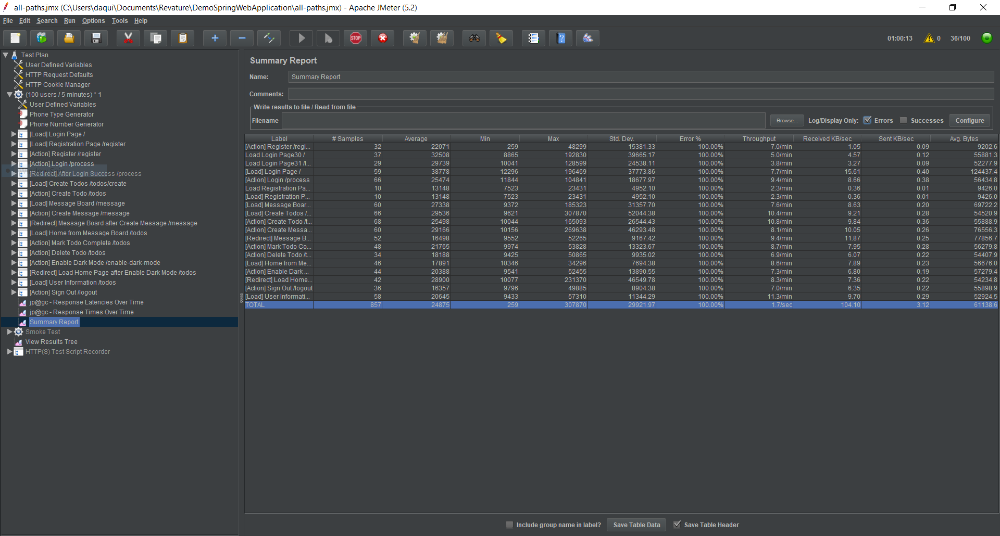 all-paths.jmx (C:\Users\daqui\Documents\Revature\DemoSpringWebApplication\all-paths.jmx) - Apache JMeter (5.2)
File Edit Search Run Options Tools Help
STOP
01:00:13 0 36/100
Test Plan
User Defined Variables
HTTP Request Defaults
HTTP Cookie Manager
(100 users / 5 minutes) * 1
User Defined Variables
Phone Type Generator
Phone Number Generator
[Load] Login Page /
[Load] Registration Page /register
[Action] Register /register
[Action] Login /process
[Redirect] After Login Success /process
[Load] Create Todos /todos/create
[Action] Create Todo /todos
[Load] Message Board /message
[Action] Create Message /message
[Redirect] Message Board after Create Message /message
[Load] Home from Message Board /todos
[Action] Mark Todo Complete /todos
[Action] Delete Todo /todos
[Action] Enable Dark Mode /enable-dark-mode
[Redirect] Load Home Page after Enable Dark Mode /todos
[Load] User Information /todos
[Action] Sign Out /logout
jp@gc - Response Latencies Over Time
jp@gc - Response Times Over Time
Summary Report
Smoke Test
View Results Tree
HTTP(S) Test Script Recorder
Summary Report
Name: Summary Report
Comments:
Write results to file / Read from file
Filename Browse... Log/Display Only: Errors Successes Configure
Label # Samples Average Min Max Std. Dev. Error % Throughput Received KB/sec Sent KB/sec Avg. Bytes
[Action] Register /regi... 32 22071 259 48299 15381.33 100.00% 7.0/min 1.05 0.09 9202.6
Load Login Page30 / 37 32508 8865 192830 39665.17 100.00% 5.0/min 4.57 0.12 55881.3
Load Login Page31 /l... 29 29739 10041 128599 24538.11 100.00% 3.8/min 3.27 0.09 52277.9
[Load] Login Page / 59 38778 12296 196469 37773.86 100.00% 7.7/min 15.61 0.40 124437.4
[Action] Login /process 66 25474 11844 104841 18677.97 100.00% 9.4/min 8.66 0.38 56434.8
Load Registration Pa... 10 13148 7523 23431 4952.10 100.00% 2.3/min 0.36 0.01 9426.0
[Load] Registration P... 10 13148 7523 23431 4952.10 100.00% 2.3/min 0.36 0.01 9426.0
[Load] Message Boar... 60 27338 9372 185323 31357.70 100.00% 7.6/min 8.63 0.20 69722.2
[Load] Create Todos /... 66 29536 9621 307870 52044.38 100.00% 10.4/min 9.21 0.28 54520.9
[Action] Create Todo /t... 68 25498 10044 165093 26544.43 100.00% 10.8/min 9.84 0.36 55888.9
[Action] Create Messa... 60 29166 10156 269638 46293.48 100.00% 8.1/min 10.05 0.26 76556.3
[Redirect] Message B... 52 16498 9552 52265 9167.42 100.00% 9.4/min 11.87 0.25 77856.7
[Action] Mark Todo Co... 48 21765 9974 53828 13323.67 100.00% 8.7/min 7.95 0.28 56279.8
[Action] Delete Todo /t... 34 18188 9425 50865 9935.02 100.00% 6.9/min 6.07 0.22 54407.9
[Load] Home from Me... 46 17891 10346 34296 7694.38 100.00% 8.6/min 7.89 0.23 56676.0
[Action] Enable Dark ... 44 20388 9541 52455 13890.55 100.00% 7.3/min 6.80 0.19 57279.4
[Redirect] Load Home... 42 28900 10077 231370 46549.78 100.00% 8.3/min 7.36 0.22 54234.8
[Action] Sign Out /logout 36 16357 9796 49885 8904.38 100.00% 7.0/min 6.35 0.22 55898.9
[Load] User Informati... 58 20645 9433 57310 11344.29 100.00% 11.3/min 9.70 0.29 52924.5
TOTAL 857 24875 259 307870 29921.97 100.00% 1.7/sec 104.10 3.12 61138.6
Include group name in label? Save Table Data Save Table Header